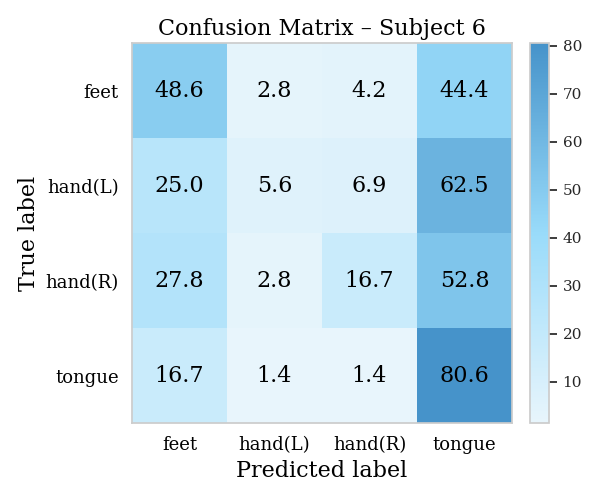 Confusion Matrix – Subject 6
True label
feet 48.6 2.8 4.2 44.4
hand(L) 25.0 5.6 6.9 62.5
hand(R) 27.8 2.8 16.7 52.8
tongue 16.7 1.4 1.4 80.6
feet hand(L) hand(R) tongue
Predicted label
80
70
60
50
40
30
20
10